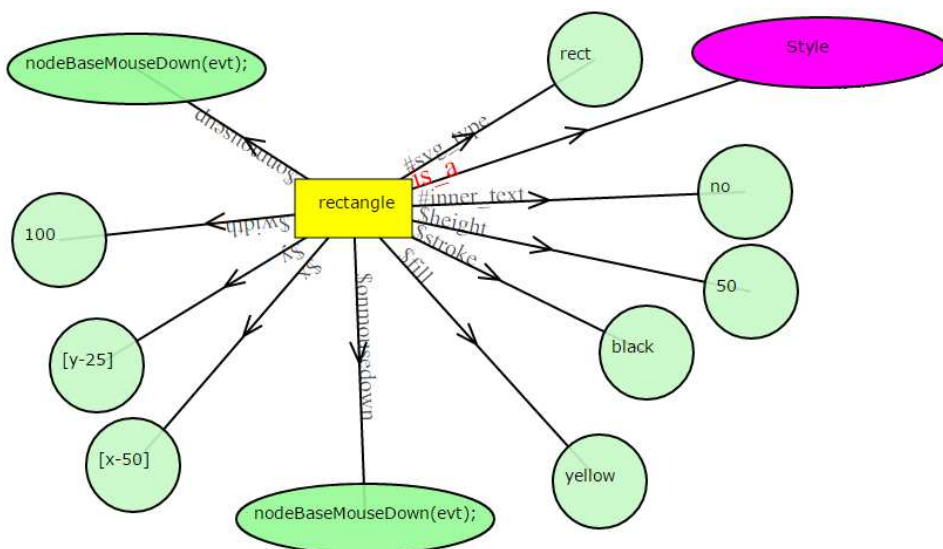 Style
rect
nodeBaseMouseDown(evt);
$onmouseup
#svg_type
is_a
no
#inner_text
rectangle
$height
100
$width
$stroke
50
$y
$x
$fill
$onmousedown
black
[y-25]
[x-50]
yellow
nodeBaseMouseDown(evt);